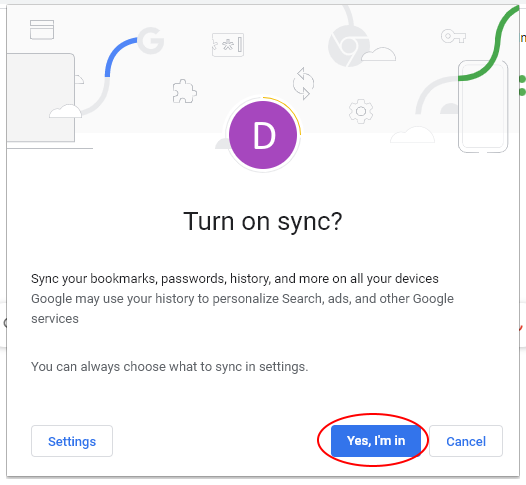 D
Turn on sync?
Sync your bookmarks, passwords, history, and more on all your devices
Google may use your history to personalize Search, ads, and other Google
services
You can always choose what to sync in settings.
Settings
Yes, I'm in
Cancel